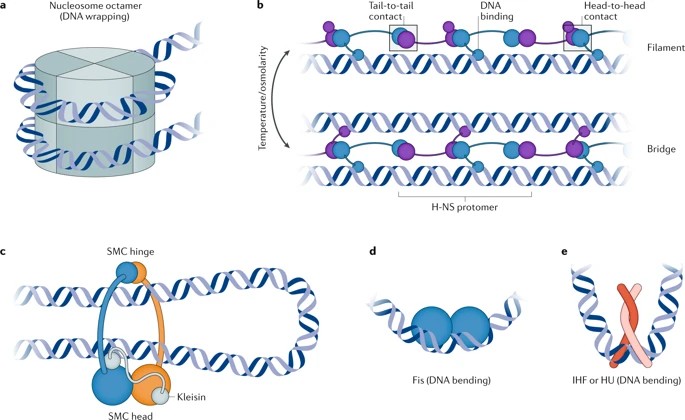 a
Nucleosome octamer
(DNA wrapping)
b
Tail-to-tail
contact
DNA
binding
Head-to-head
contact
Filament
Temperature/osmolarity
Bridge
H-NS protomer
c
SMC hinge
Kleisin
SMC head
d
Fis (DNA bending)
e
IHF or HU (DNA bending)